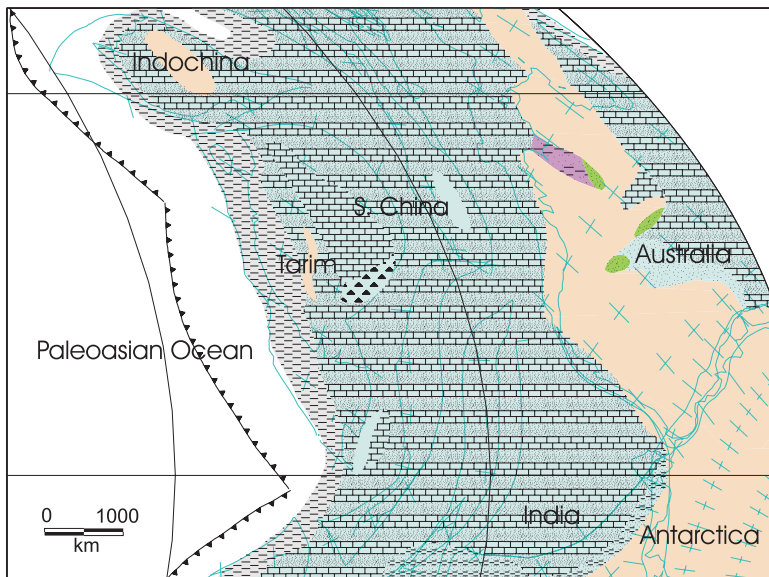 Indochina
S. China
Tarim
Australia
Paleoasian Ocean
0 1000
km
India
Antarctica